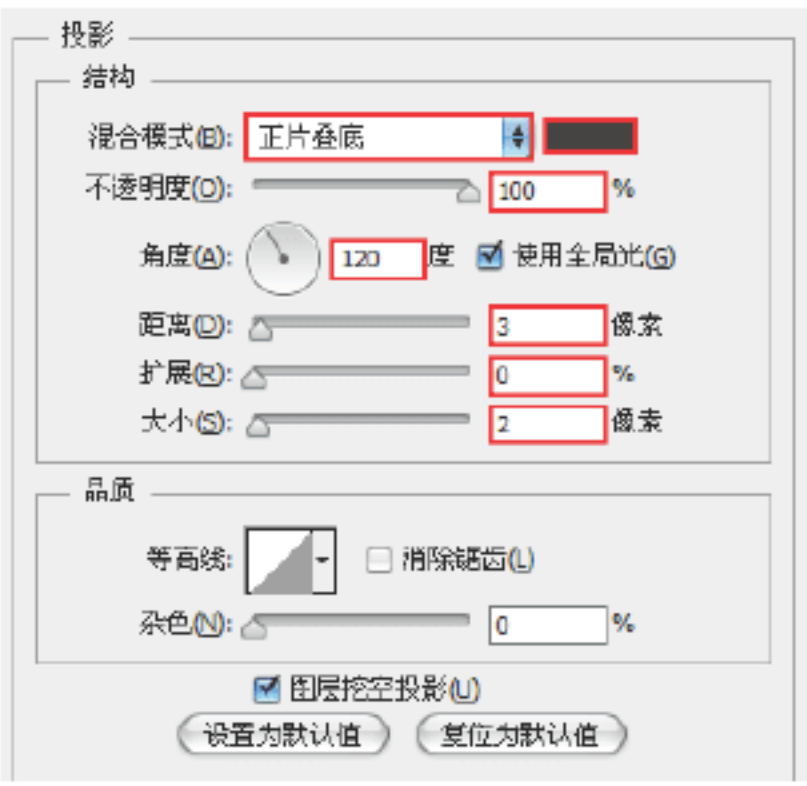 投影
结构
混合模式(B): 正片叠底
不透明度(O): 100 %
角度(A): 120 度 使用全局光(G)
距离(D): 3 像素
扩展(R): 0 %
大小(S): 2 像素
品质
等高线: 消除锯齿(L)
杂色(N): 0 %
图层挖空投影(U)
设置为默认值 复位为默认值